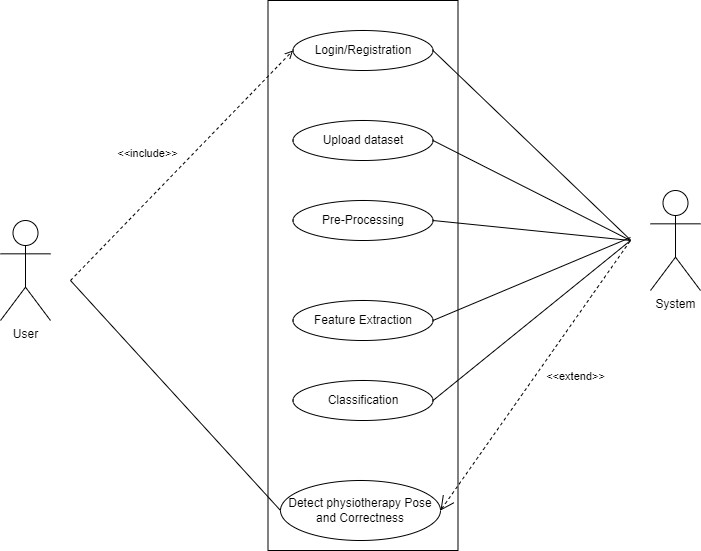 Login/Registration
<<include>>
Upload dataset
Pre-Processing
User
System
Feature Extraction
<<extend>>
Classification
Detect physiotherapy Pose
and Correctness